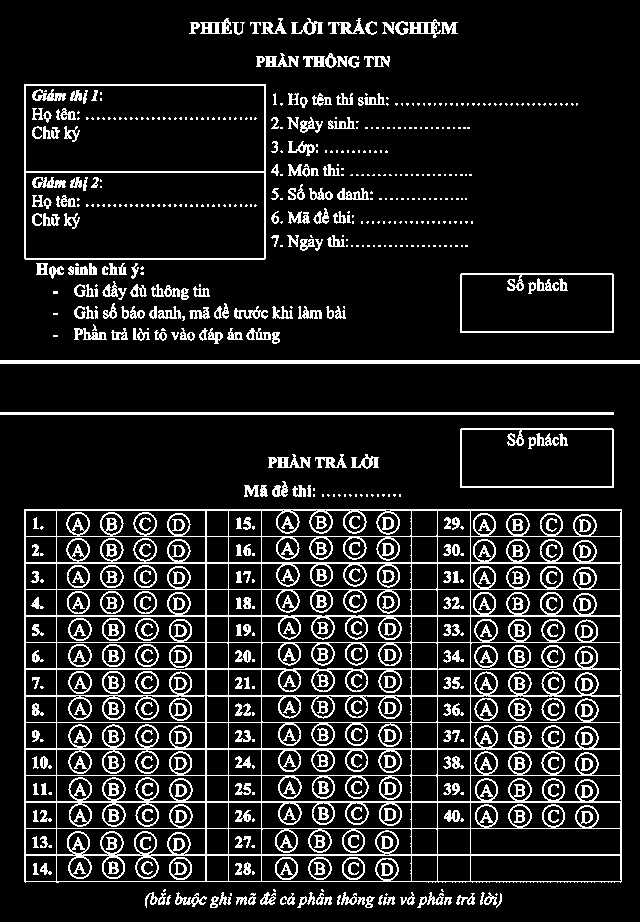 PHIẾU TRẢ LỜI TRẮC NGHIỆM
PHẦN THÔNG TIN
Giám thị 1:
Họ tên: ……………………………..
Chữ ký
Giám thị 2:
Họ tên: ……………………………..
Chữ ký
1. Họ tên thí sinh: …………………………….
2. Ngày sinh: ………………..
3. Lớp: …………
4. Môn thi: …………………..
5. Số báo danh: ……………..
6. Mã đề thi: …………………
7. Ngày thi:………………….
Học sinh chú ý:
- Ghi đầy đủ thông tin
- Ghi số báo danh, mã đề trước khi làm bài
- Phần trả lời tô vào đáp án đúng
Số phách
Số phách
PHẦN TRẢ LỜI
Mã đề thi: ……………
1. A B C D 15. A B C D 29. A B C D
2. A B C D 16. A B C D 30. A B C D
3. A B C D 17. A B C D 31. A B C D
4. A B C D 18. A B C D 32. A B C D
5. A B C D 19. A B C D 33. A B C D
6. A B C D 20. A B C D 34. A B C D
7. A B C D 21. A B C D 35. A B C D
8. A B C D 22. A B C D 36. A B C D
9. A B C D 23. A B C D 37. A B C D
10. A B C D 24. A B C D 38. A B C D
11. A B C D 25. A B C D 39. A B C D
12. A B C D 26. A B C D 40. A B C D
13. A B C D 27. A B C D
14. A B C D 28. A B C D
(bắt buộc ghi mã đề cả phần thông tin và phần trả lời)